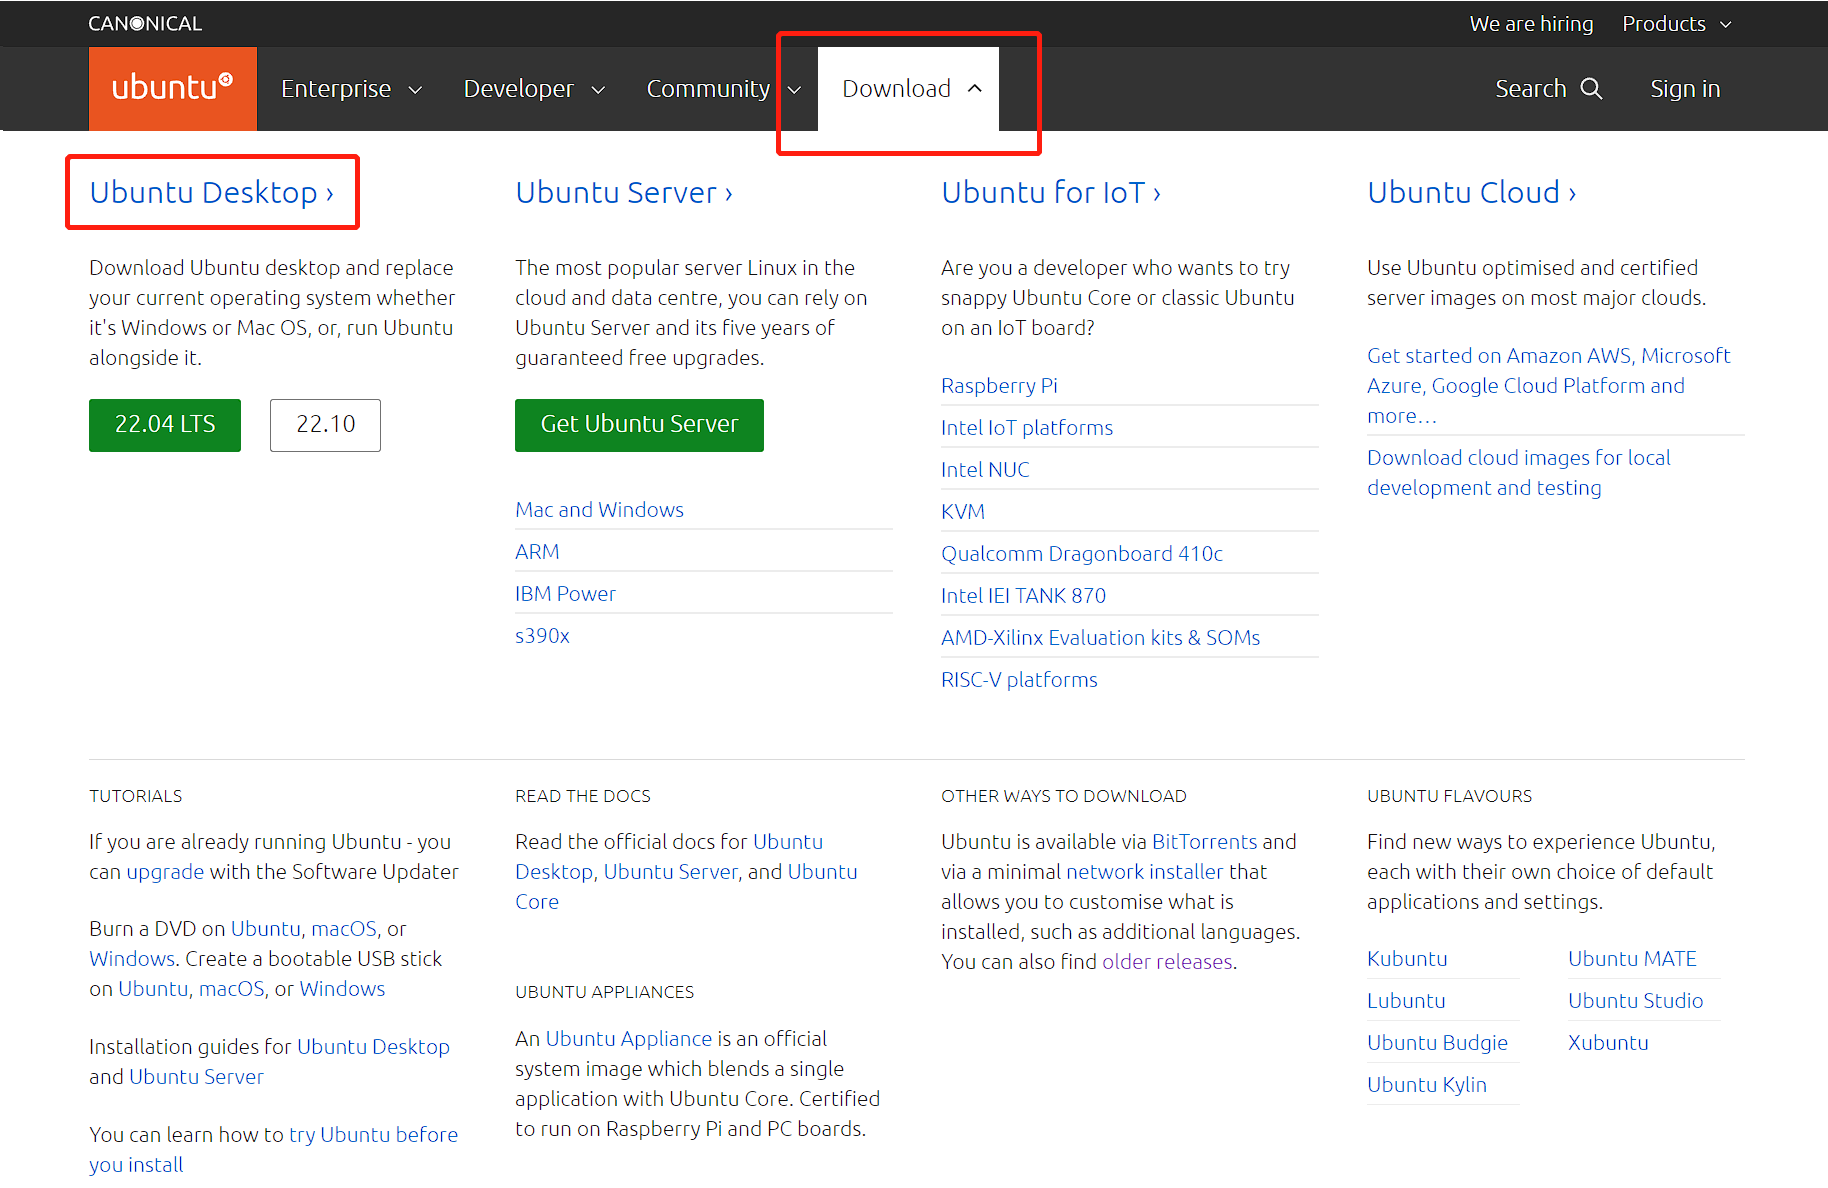 CANONICAL
We are hiring
Products
ubuntu
Enterprise
Developer
Community
Download
Search
Sign in
Ubuntu Desktop ›
Download Ubuntu desktop and replace
your current operating system whether
it's Windows or Mac OS, or, run Ubuntu
alongside it.
22.04 LTS
22.10
Ubuntu Server ›
The most popular server Linux in the
cloud and data centre, you can rely on
Ubuntu Server and its five years of
guaranteed free upgrades.
Get Ubuntu Server
Mac and Windows
ARM
IBM Power
s390x
Ubuntu for IoT ›
Are you a developer who wants to try
snappy Ubuntu Core or classic Ubuntu
on an IoT board?
Raspberry Pi
Intel IoT platforms
Intel NUC
KVM
Qualcomm Dragonboard 410c
Intel IEI TANK 870
AMD-Xilinx Evaluation kits & SOMs
RISC-V platforms
Ubuntu Cloud ›
Use Ubuntu optimised and certified
server images on most major clouds.
Get started on Amazon AWS, Microsoft
Azure, Google Cloud Platform and
more…
Download cloud images for local
development and testing
TUTORIALS
If you are already running Ubuntu - you
can upgrade with the Software Updater
Burn a DVD on Ubuntu, macOS, or
Windows. Create a bootable USB stick
on Ubuntu, macOS, or Windows
Installation guides for Ubuntu Desktop
and Ubuntu Server
You can learn how to try Ubuntu before
you install
READ THE DOCS
Read the official docs for Ubuntu
Desktop, Ubuntu Server, and Ubuntu
Core
UBUNTU APPLIANCES
An Ubuntu Appliance is an official
system image which blends a single
application with Ubuntu Core. Certified
to run on Raspberry Pi and PC boards.
OTHER WAYS TO DOWNLOAD
Ubuntu is available via BitTorrents and
via a minimal network installer that
allows you to customise what is
installed, such as additional languages.
You can also find older releases.
UBUNTU FLAVOURS
Find new ways to experience Ubuntu,
each with their own choice of default
applications and settings.
Kubuntu
Lubuntu
Ubuntu Budgie
Ubuntu Kylin
Ubuntu MATE
Ubuntu Studio
Xubuntu